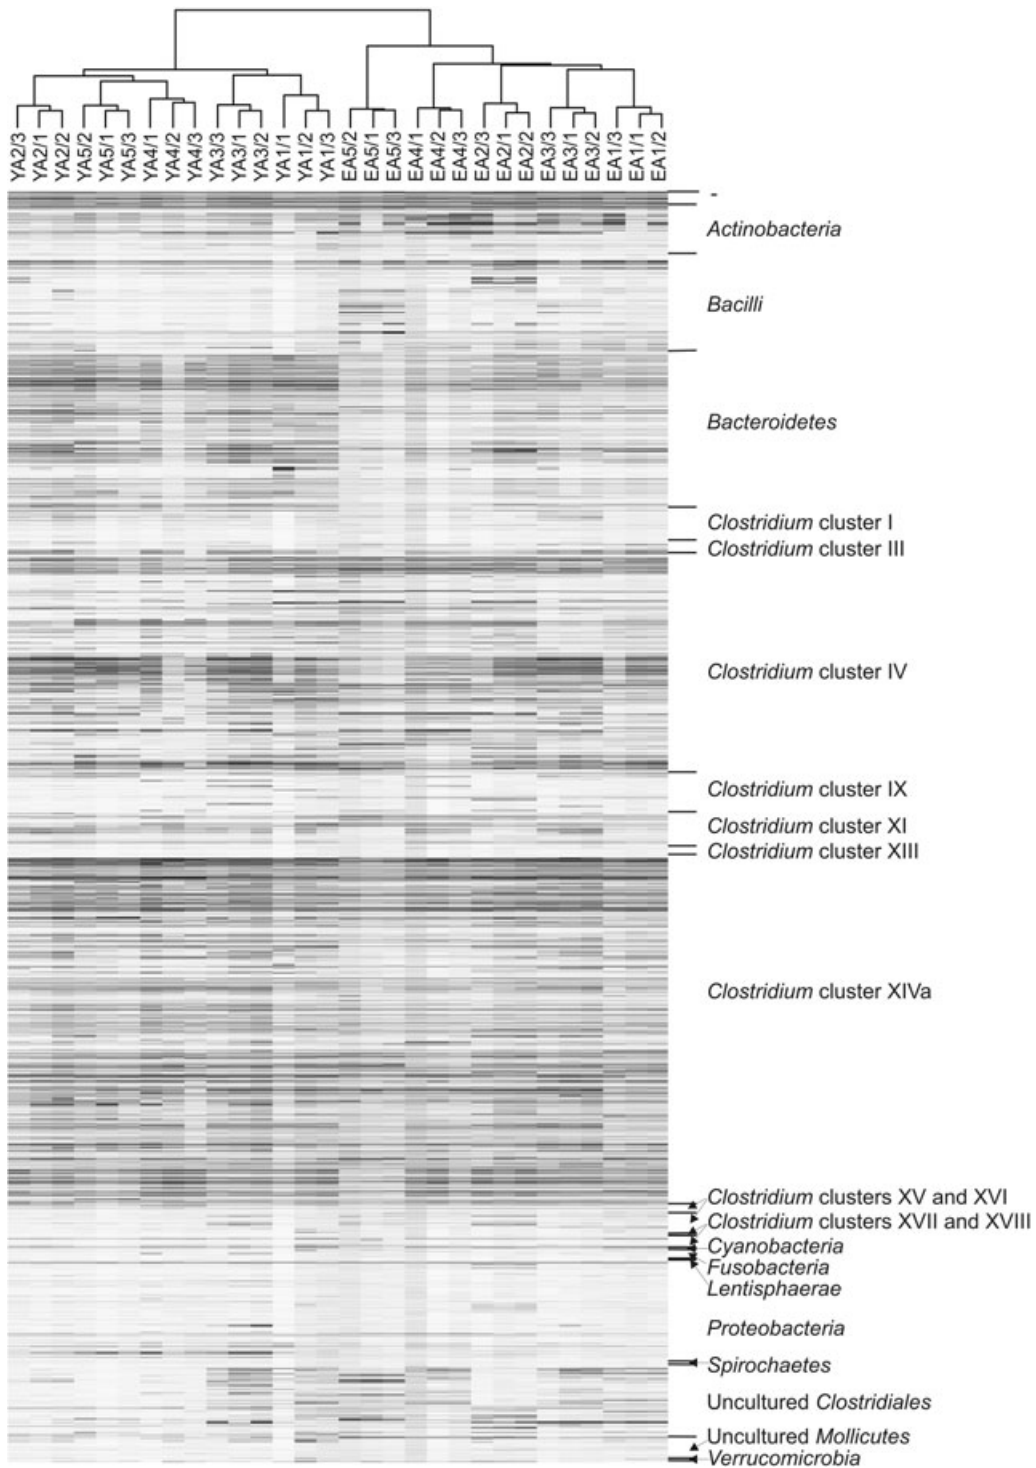 YA2/3
YA2/1
YA2/2
YA5/2
YA5/1
YA5/3
YA4/1
YA4/2
YA4/3
YA3/3
YA3/1
YA3/2
YA1/1
YA1/2
YA1/3
EA5/2
EA5/1
EA5/3
EA4/1
EA4/2
EA4/3
EA2/3
EA2/1
EA2/2
EA3/3
EA3/1
EA3/2
EA1/3
EA1/1
EA1/2
-
Actinobacteria
Bacilli
Bacteroidetes
Clostridium cluster I
Clostridium cluster III
Clostridium cluster IV
Clostridium cluster IX
Clostridium cluster XI
Clostridium cluster XIII
Clostridium cluster XIVa
Clostridium clusters XV and XVI
Clostridium clusters XVII and XVIII
Cyanobacteria
Fusobacteria
Lentisphaerae
Proteobacteria
Spirochaetes
Uncultured Clostridiales
Uncultured Mollicutes
Verrucomicrobia